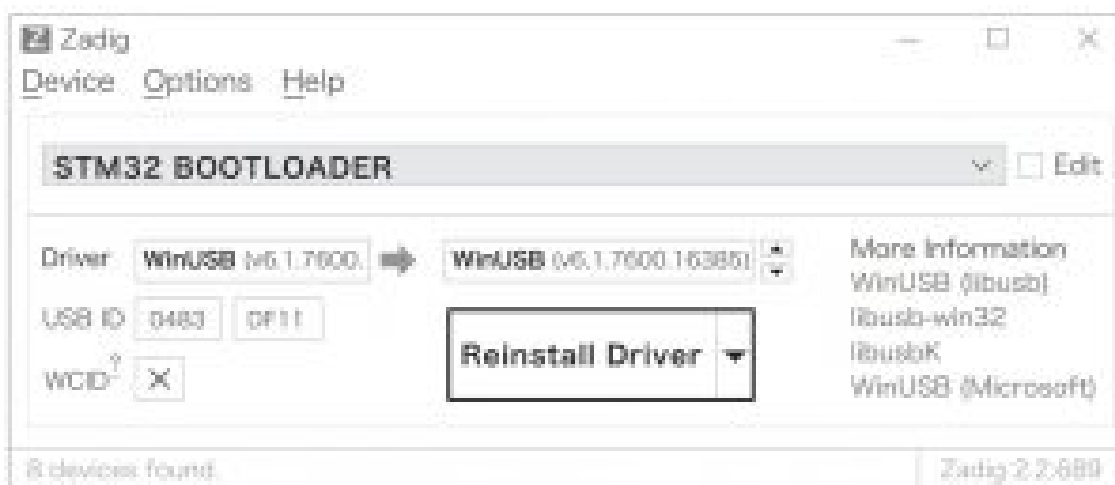 Zadig
Device Options Help
STM32 BOOTLOADER Edit
Driver WinUSB (v6.1.7600. WinUSB (v6.1.7600.16385)
USB ID 0483 DF11
WCID ?
Reinstall Driver
More Information
WinUSB (libusb)
libusb-win32
libusbK
WinUSB (Microsoft)
8 devices found. Zadig 2.2.689